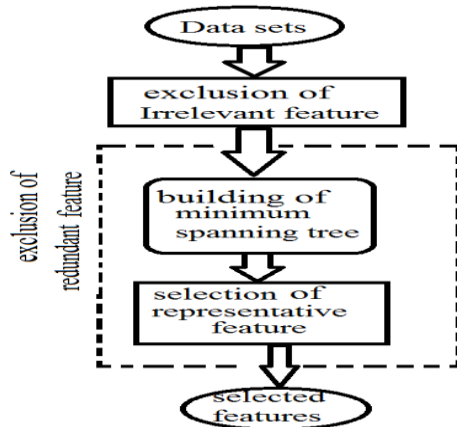 Data sets
exclusion of
Irrelevant feature
exclusion of
redundant feature
building of
minimum
spanning tree
selection of
representative
feature
selected
features